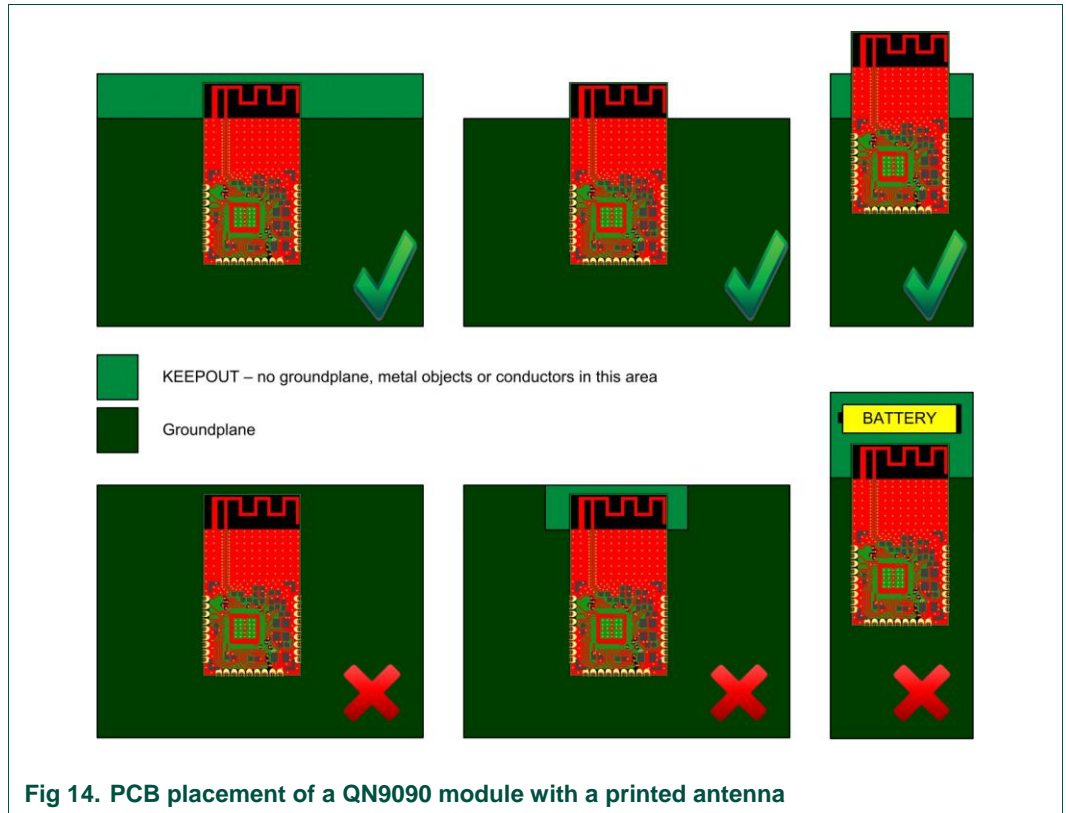 KEEPOUT – no groundplane, metal objects or conductors in this area
Groundplane
BATTERY
Fig 14. PCB placement of a QN9090 module with a printed antenna